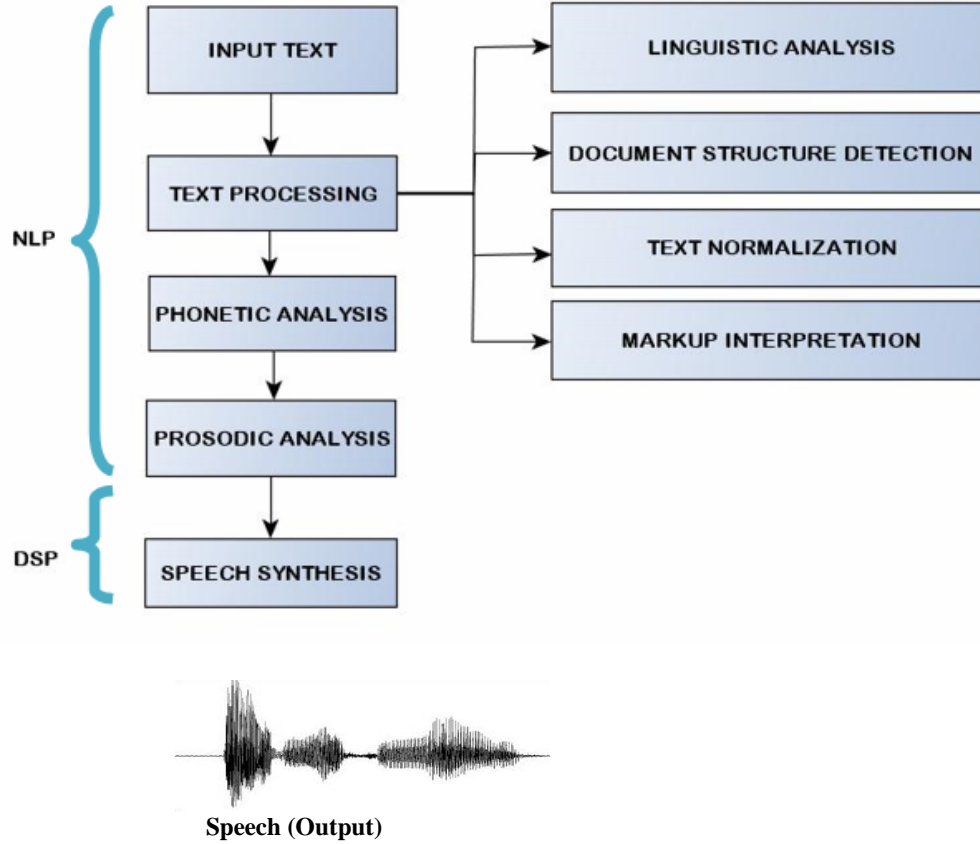 INPUT TEXT
TEXT PROCESSING
PHONETIC ANALYSIS
PROSODIC ANALYSIS
SPEECH SYNTHESIS
LINGUISTIC ANALYSIS
DOCUMENT STRUCTURE DETECTION
TEXT NORMALIZATION
MARKUP INTERPRETATION
NLP
DSP
Speech (Output)